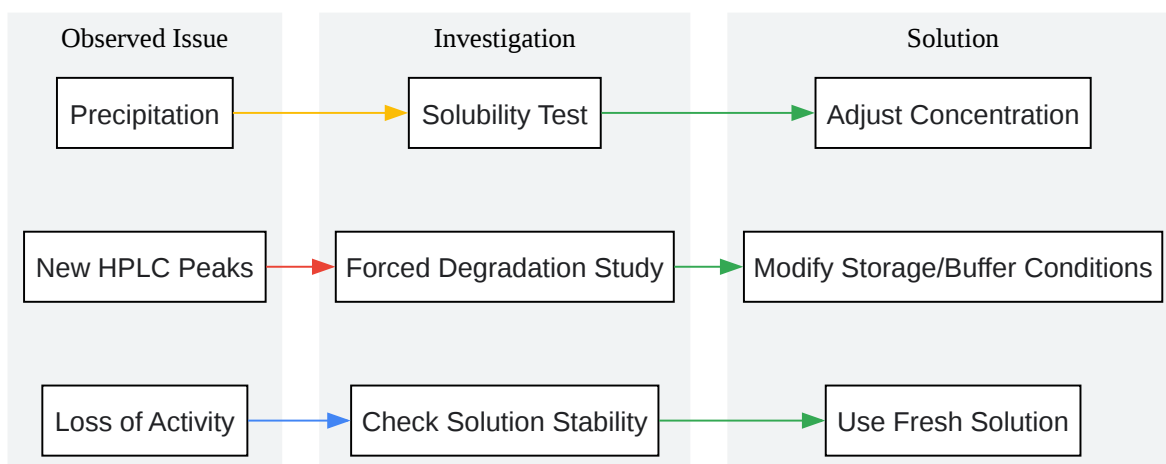 Observed Issue
Investigation
Solution
Precipitation
Solubility Test
Adjust Concentration
New HPLC Peaks
Forced Degradation Study
Modify Storage/Buffer Conditions
Loss of Activity
Check Solution Stability
Use Fresh Solution